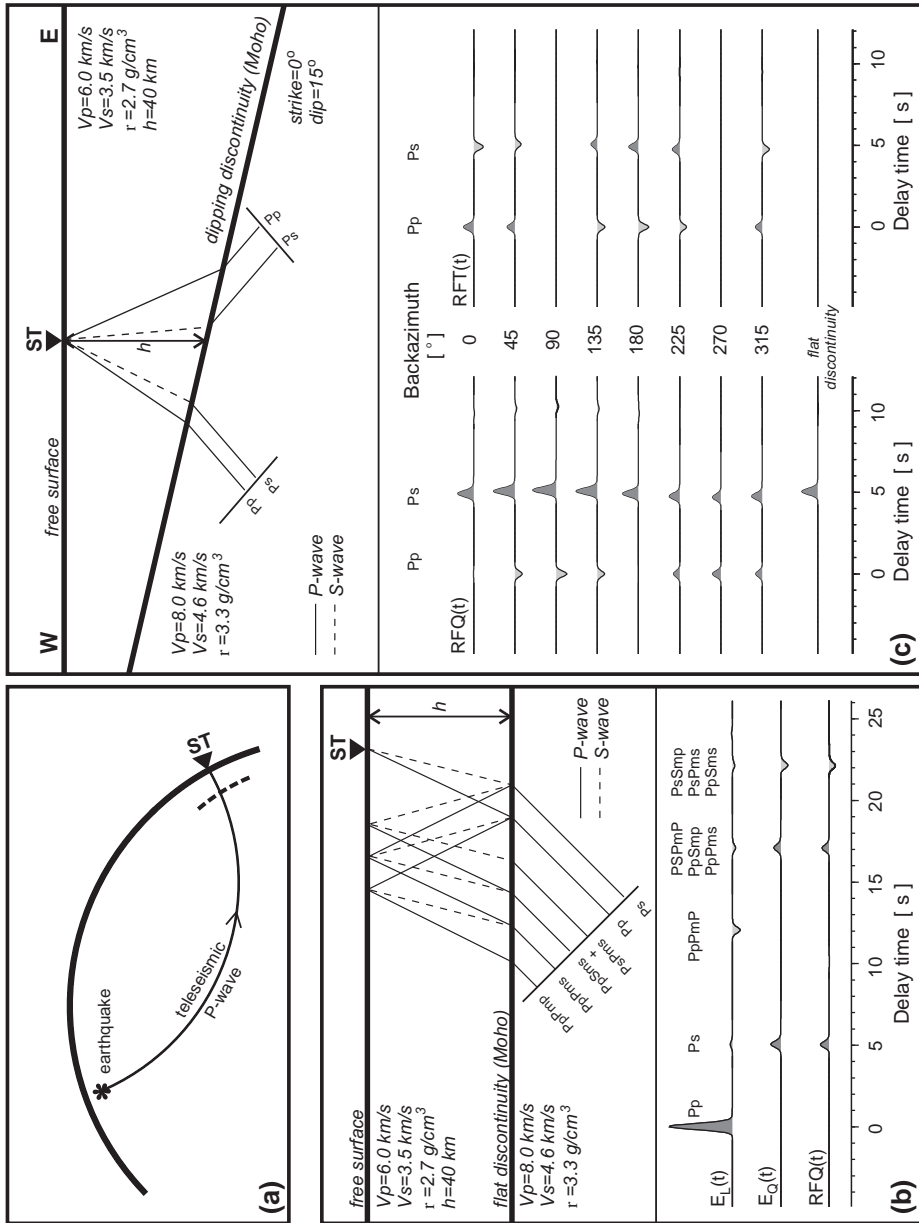 (a)
earthquake
teleseismic
P-wave
ST
(b)
free surface
ST
Vp=6.0 km/s
Vs=3.5 km/s
r=2.7 g/cm3
h=40 km
h
flat discontinuity (Moho)
Vp=8.0 km/s
Vs=4.6 km/s
r=3.3 g/cm3
PpPmp
PpPms
PpSms +
PsPms
Pp
Ps
P-wave
S-wave
Pp
Ps
PpPmP
PSPmP
PpSmp
PpPms
PsSmp
PsPms
PpSms
EL(t)
EQ(t)
RFQ(t)
0
5
10
15
20
25
Delay time [ s ]
(c)
W
free surface
ST
E
Vp=6.0 km/s
Vs=3.5 km/s
r=2.7 g/cm3
h=40 km
h
dipping discontinuity (Moho)
strike=0°
dip=15°
Vp=8.0 km/s
Vs=4.6 km/s
r=3.3 g/cm3
Pp
Ps
Pp
Ps
P-wave
S-wave
Pp
Ps
Backazimuth
[ ° ]
Pp
Ps
RFQ(t)
RFT(t)
0
45
90
135
180
225
270
315
flat
discontinuity
0
5
10
Delay time [ s ]
0
5
10
Delay time [ s ]